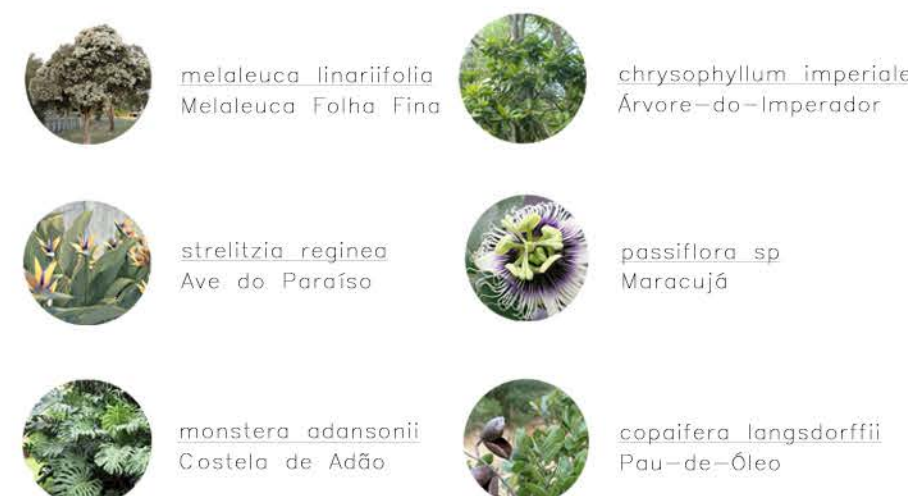 melaleuca linariifolia
Melaleuca Folha Fina
chrysophyllum imperiale
Árvore-do-Imperador
strelitzia reginea
Ave do Paraíso
passiflora sp
Maracujá
monstera adansonii
Costela de Adão
copaifera langsdorffii
Pau-de-Óleo